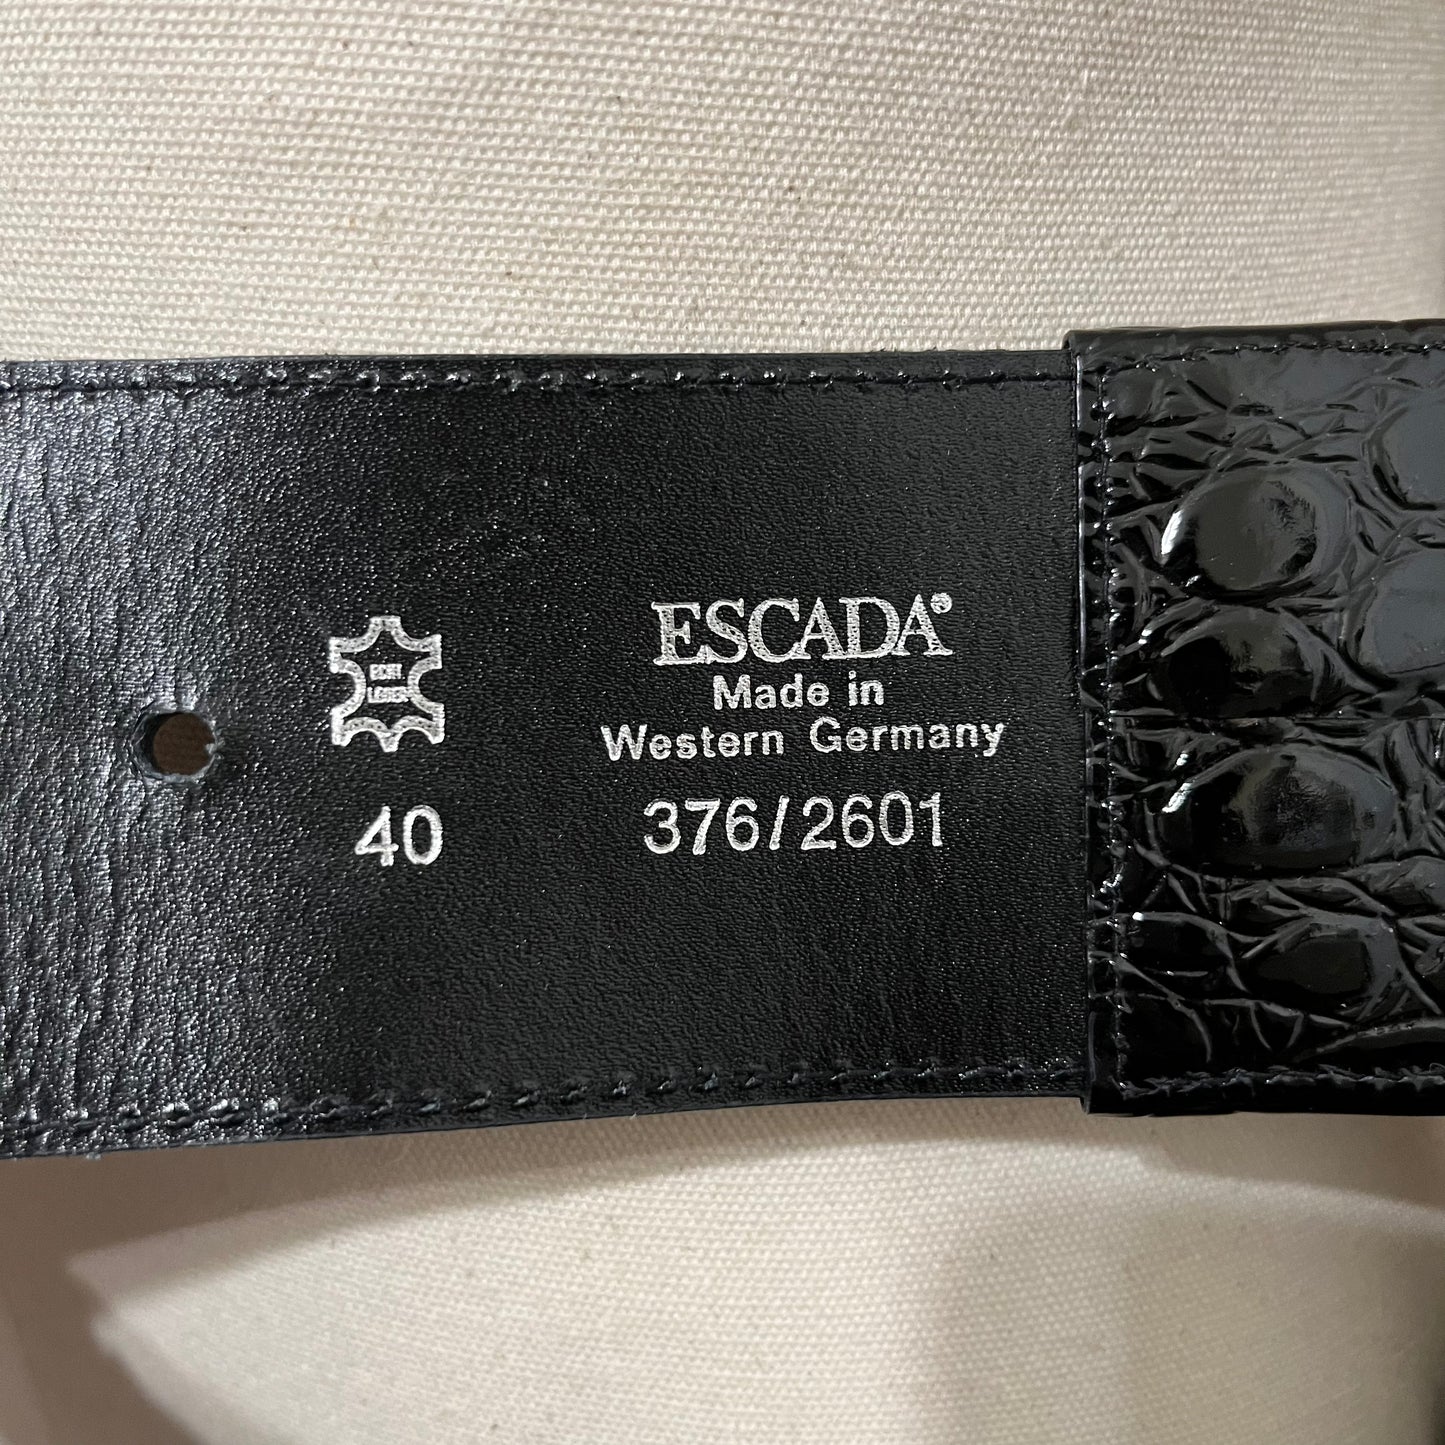 ESCADA®
Made in
Western Germany
40 376/2601